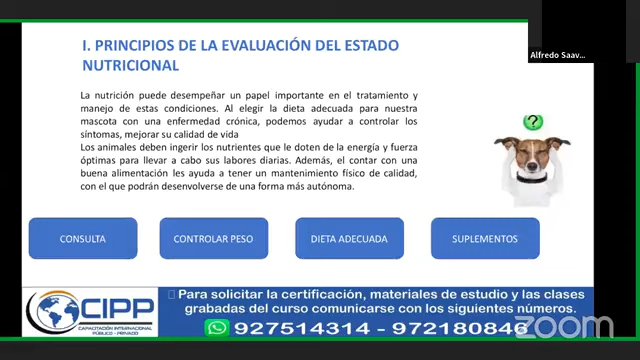 I. PRINCIPIOS DE LA EVALUACIÓN DEL ESTADO
NUTRICIONAL
Alfredo Saav...
La nutrición puede desempeñar un papel importante en el tratamiento y
manejo de estas condiciones. Al elegir la dieta adecuada para nuestra
mascota con una enfermedad crónica, podemos ayudar a controlar los
síntomas, mejorar su calidad de vida
Los animales deben ingerir los nutrientes que le doten de la energía y fuerza
óptimas para llevar a cabo sus labores diarias. Además, el contar con una
buena alimentación les ayuda a tener un mantenimiento físico de calidad,
con el que podrán desenvolverse de una forma más autónoma.
?
CONSULTA
CONTROLAR PESO
DIETA ADECUADA
SUPLEMENTOS
CIPP
CAPACITACIÓN INTERNACIONAL
PÚBLICO - PRIVADO
Para solicitar la certificación, materiales de estudio y las clases
grabadas del curso comunicarse con los siguientes números.
927514314 - 972180846
zoom